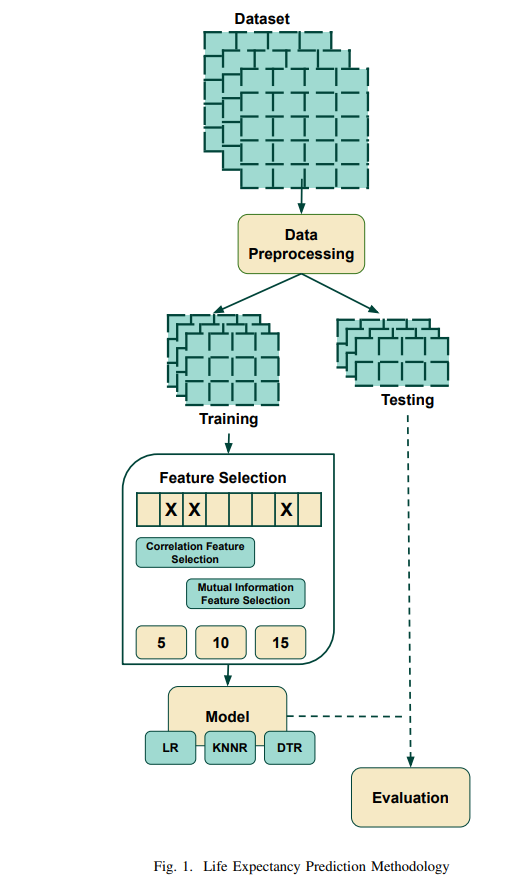 Dataset
Data
Preprocessing
Training
Testing
Feature Selection
X X X
Correlation Feature
Selection
Mutual Information
Feature Selection
5 10 15
Model
LR KNNR DTR
Evaluation
Fig. 1. Life Expectancy Prediction Methodology